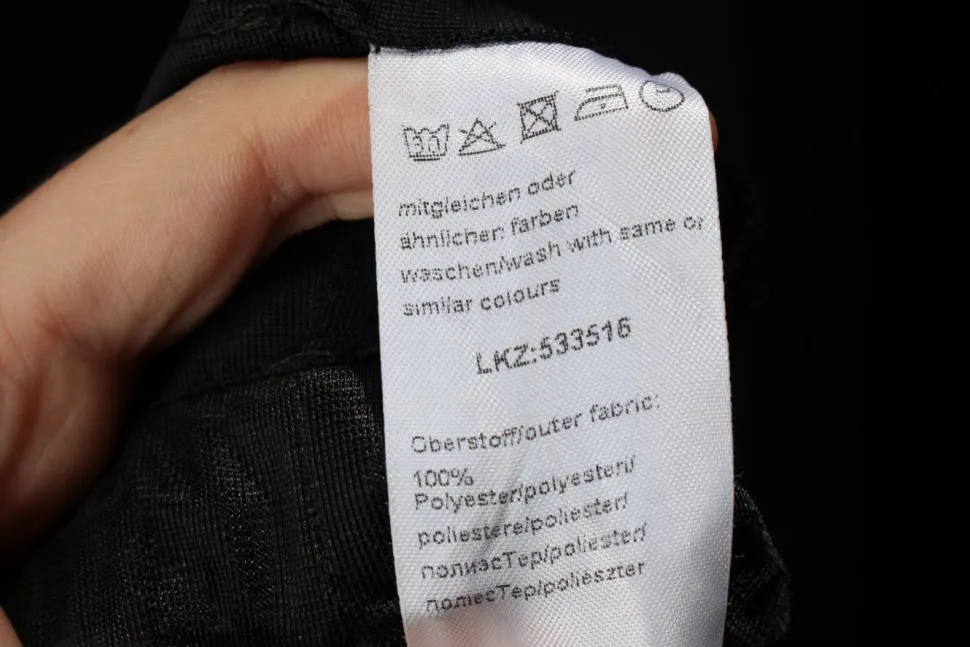 30
mitgleichen oder
ähnlichen farben
waschen/wash with same or
similar colours
LKZ:533516
Oberstoff/outer fabric:
100%
Polyester/polyester/
poliestere/poliester/
полиэсТер/poliester/
полиесТер/poliészter